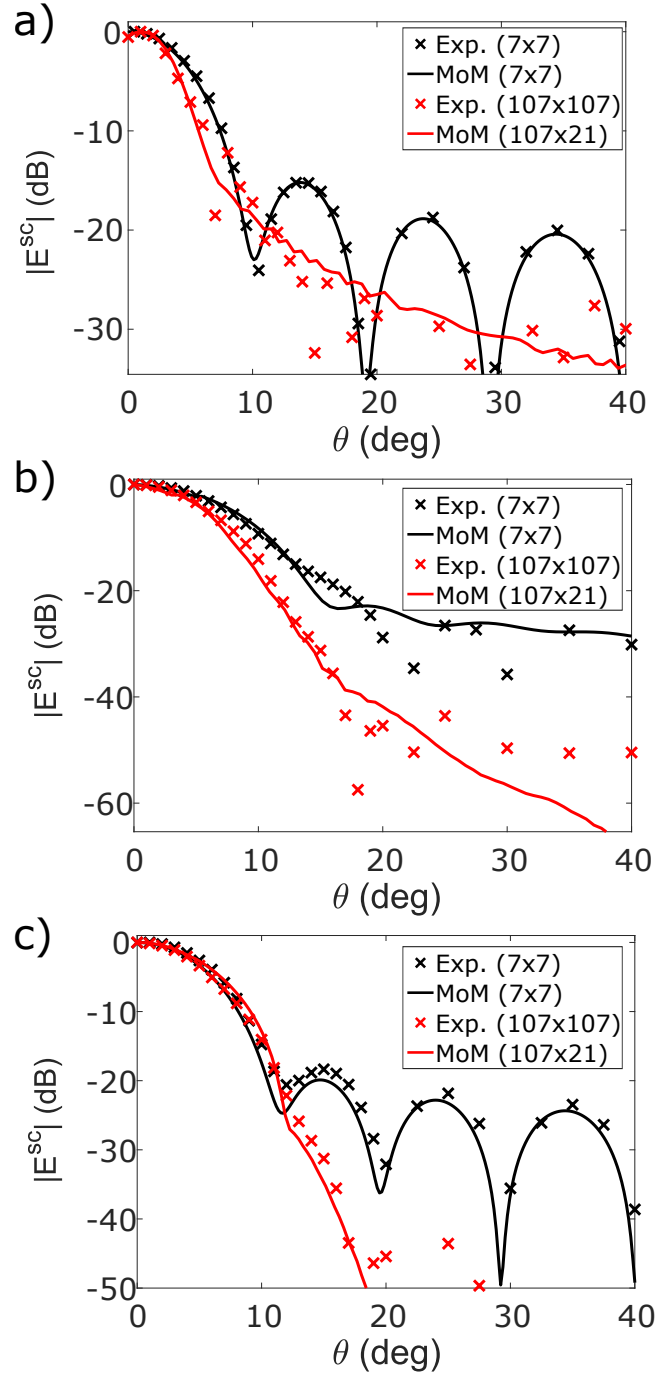 a)
0
-10
-20
-30
|E^sc| (dB)
Exp. (7x7)
MoM (7x7)
Exp. (107x107)
MoM (107x21)
0 10 20 30 40
θ (deg)
b)
0
-20
-40
-60
|E^sc| (dB)
Exp. (7x7)
MoM (7x7)
Exp. (107x107)
MoM (107x21)
0 10 20 30 40
θ (deg)
c)
0
-10
-20
-30
-40
-50
|E^sc| (dB)
Exp. (7x7)
MoM (7x7)
Exp. (107x107)
MoM (107x21)
0 10 20 30 40
θ (deg)